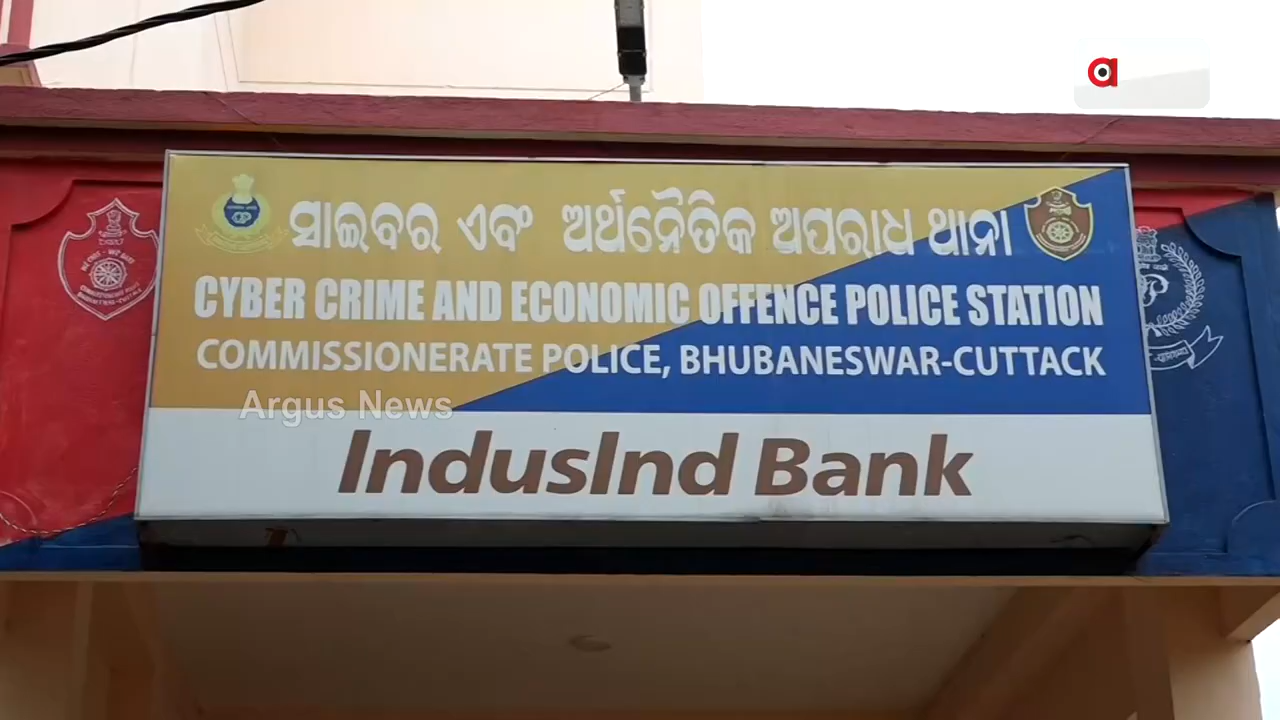 ସାଇବର ଏବଂ ଅର୍ଥନୈତିକ ଅପରାଧ ଥାନା
CYBER CRIME AND ECONOMIC OFFENCE POLICE STATION
COMMISSIONERATE POLICE, BHUBANESWAR-CUTTACK
Argus News
IndusInd Bank